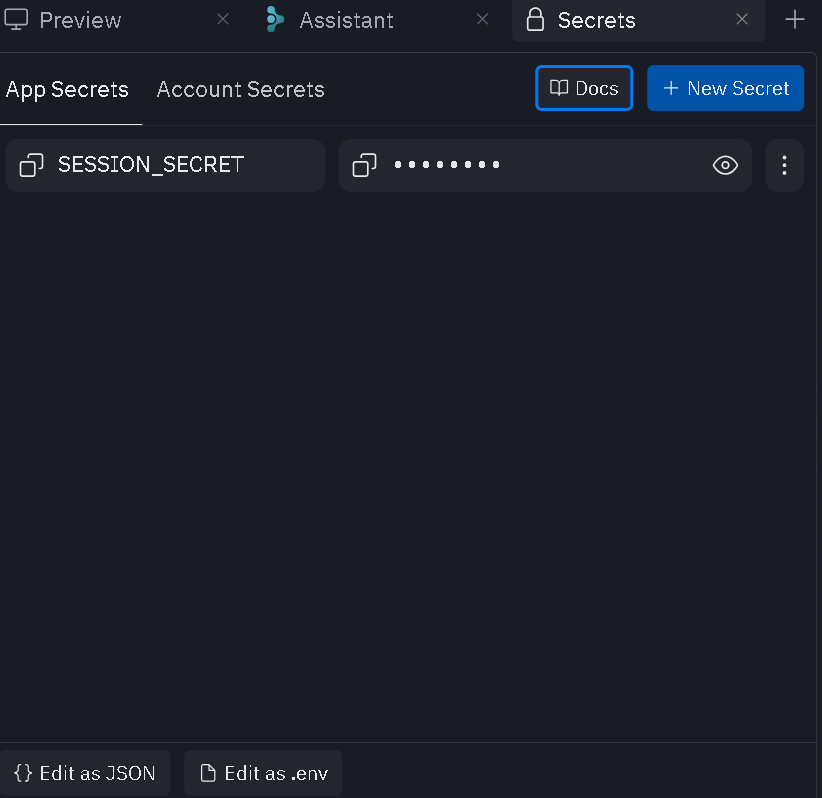 Preview
Assistant
Secrets
App Secrets
Account Secrets
Docs
+ New Secret
SESSION_SECRET
••••••••
{} Edit as JSON
Edit as .env